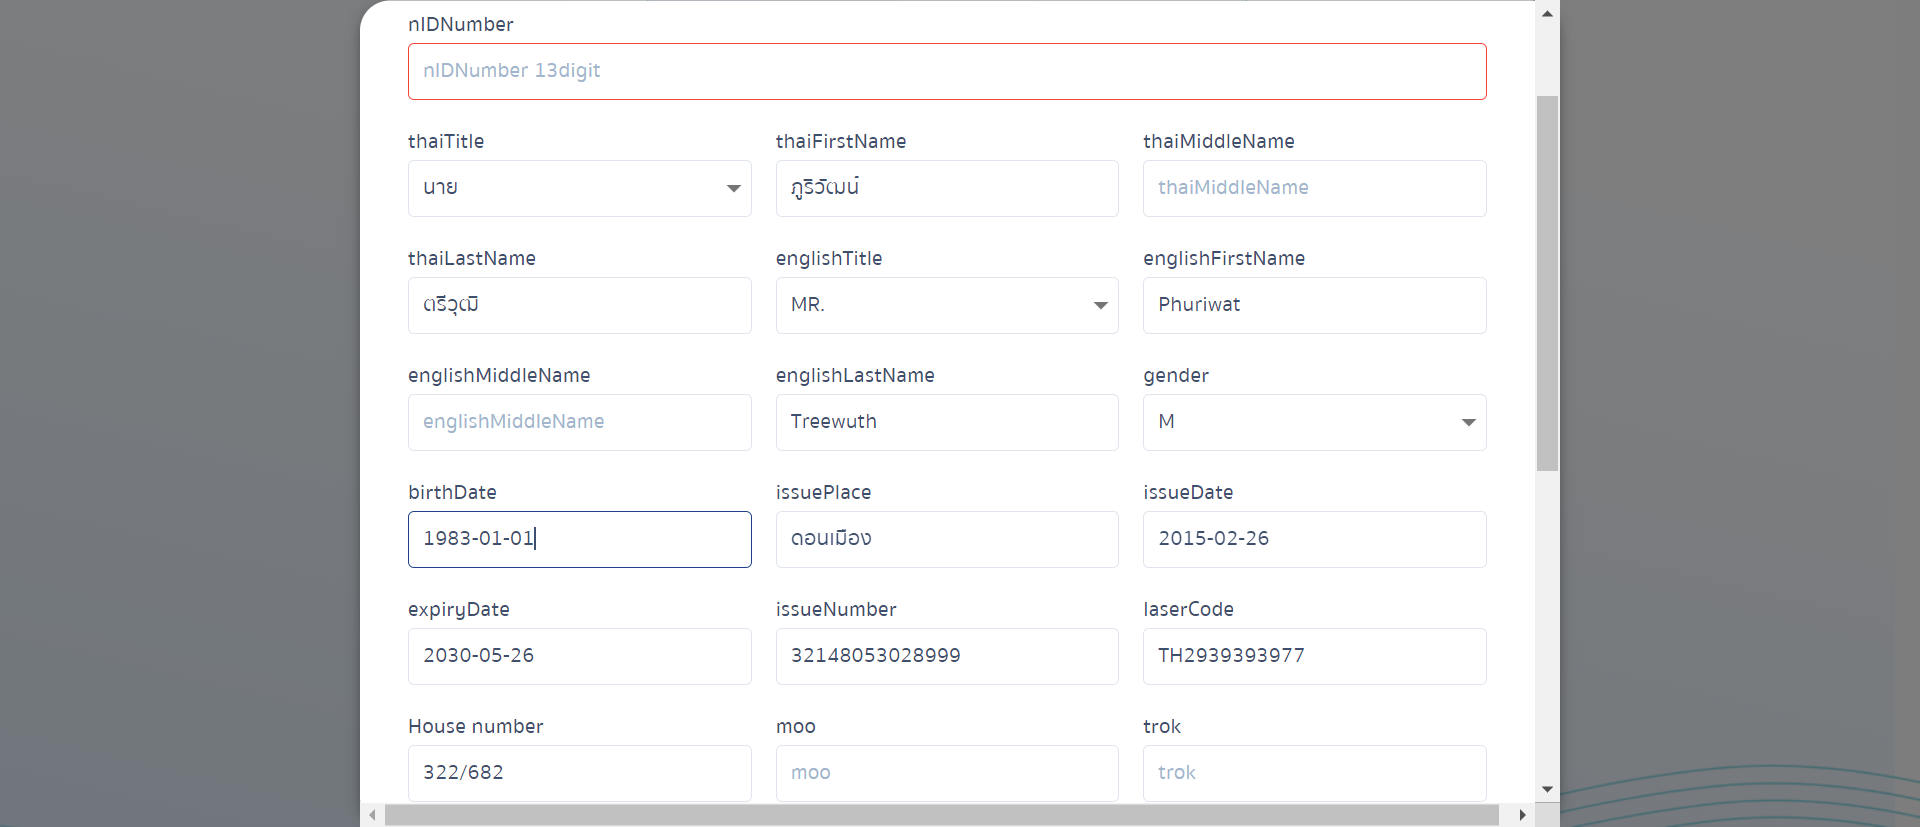 nIDNumber
nIDNumber 13digit
thaiTitle thaiFirstName thaiMiddleName
นาย ภูริวัฒน์ thaiMiddleName
thaiLastName englishTitle englishFirstName
ตรีวุฒิ MR. Phuriwat
englishMiddleName englishLastName gender
englishMiddleName Treewuth M
birthDate issuePlace issueDate
1983-01-01 ดอนเมือง 2015-02-26
expiryDate issueNumber laserCode
2030-05-26 32148053028999 TH2939393977
House number moo trok
322/682 moo trok